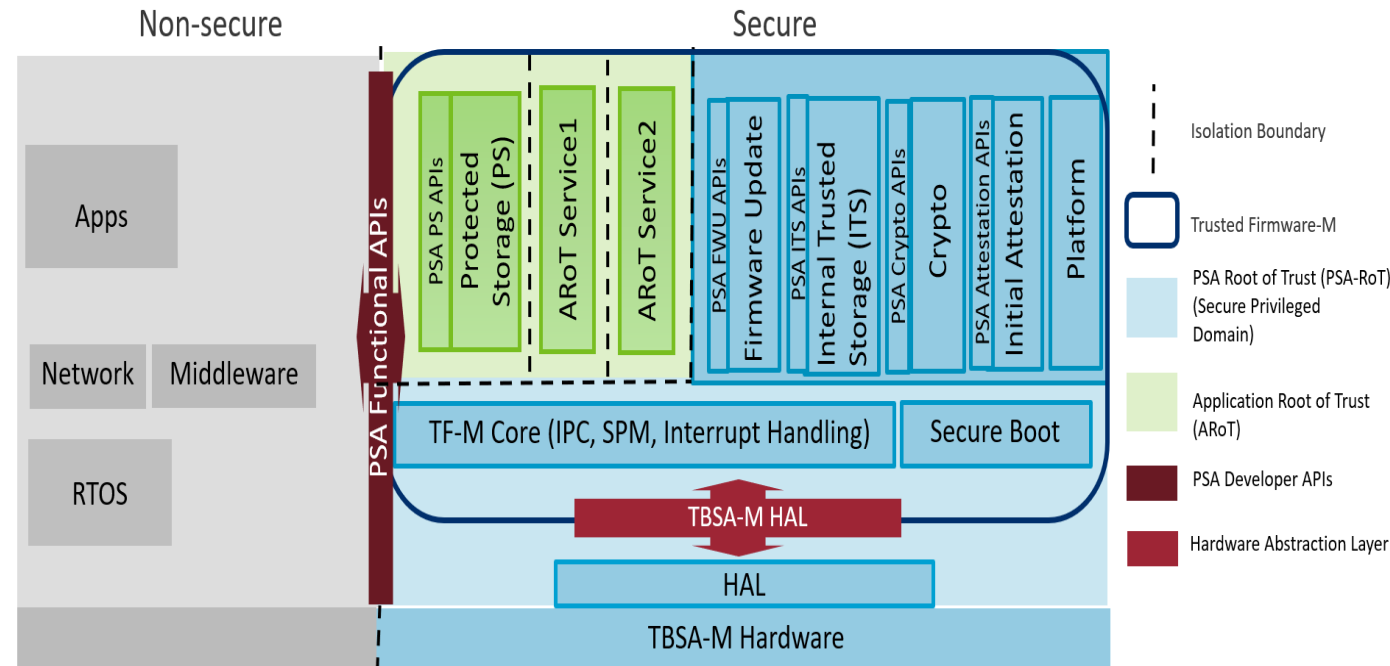 Non-secure
Secure
Apps
Network
Middleware
RTOS
PSA Functional APIs
PSA PS APIs
Protected
Storage (PS)
ARoT Service1
ARoT Service2
PSA FWU APIs
Firmware Update
PSA ITS APIs
Internal Trusted
Storage (ITS)
PSA Crypto APIs
Crypto
PSA Attestation APIs
Initial Attestation
Platform
TF-M Core (IPC, SPM, Interrupt Handling)
Secure Boot
TBSA-M HAL
HAL
TBSA-M Hardware
Isolation Boundary
Trusted Firmware-M
PSA Root of Trust (PSA-RoT)
(Secure Privileged
Domain)
Application Root of Trust
(ARoT)
PSA Developer APIs
Hardware Abstraction Layer